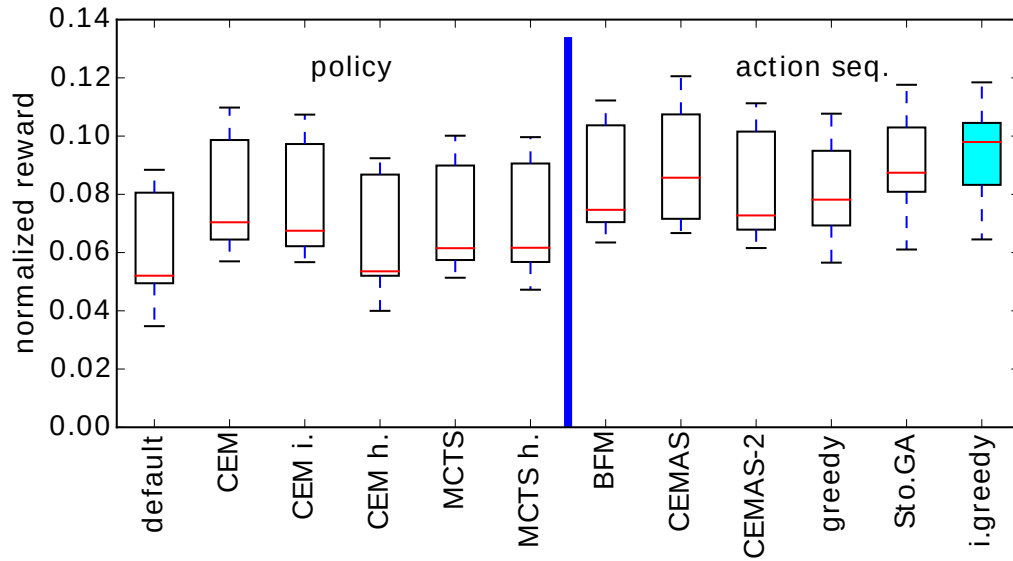 0.14
0.12
0.10
0.08
0.06
0.04
0.02
0.00
normalized reward
policy
action seq.
default
CEM
CEM i.
CEM h.
MCTS
MCTS h.
BFM
CEMAS
CEMAS-2
greedy
Sto.GA
i.greedy